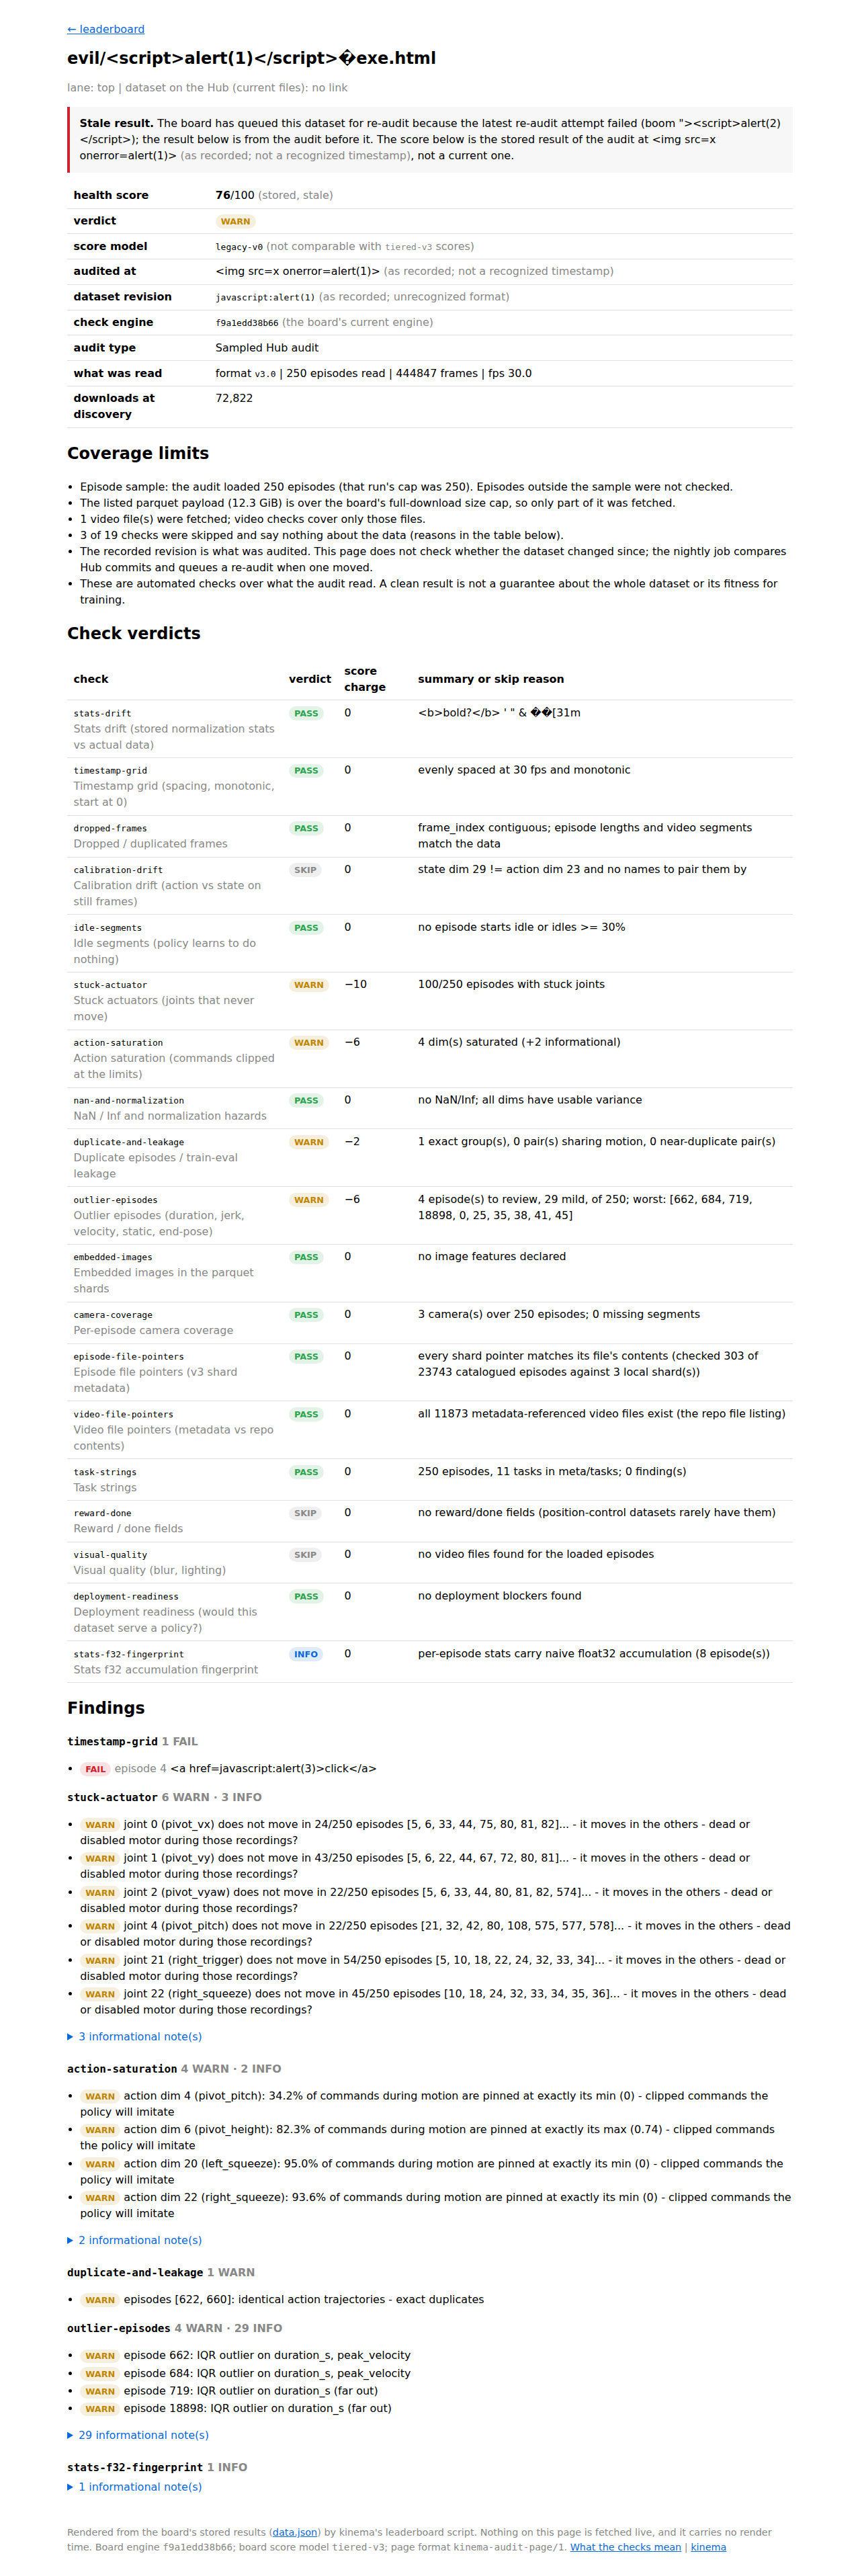 ← leaderboard
evil/<script>alert(1)</script>�exe.html
lane: top | dataset on the Hub (current files): no link
Stale result. The board has queued this dataset for re-audit because the latest re-audit attempt failed (boom "><script>alert(2)
</script>); the result below is from the audit before it. The score below is the stored result of the audit at <img src=x
onerror=alert(1)> (as recorded; not a recognized timestamp), not a current one.
health score 76/100 (stored, stale)
verdict WARN
score model legacy-v0 (not comparable with tiered-v3 scores)
audited at <img src=x onerror=alert(1)> (as recorded; not a recognized timestamp)
dataset revision javascript:alert(1) (as recorded; unrecognized format)
check engine f9a1edd38b66 (the board's current engine)
audit type Sampled Hub audit
what was read format v3.0 | 250 episodes read | 444847 frames | fps 30.0
downloads at 72,822
discovery
Coverage limits
• Episode sample: the audit loaded 250 episodes (that run's cap was 250). Episodes outside the sample were not checked.
• The listed parquet payload (12.3 GiB) is over the board's full-download size cap, so only part of it was fetched.
• 1 video file(s) were fetched; video checks cover only those files.
• 3 of 19 checks were skipped and say nothing about the data (reasons in the table below).
• The recorded revision is what was audited. This page does not check whether the dataset changed since; the nightly job compares
Hub commits and queues a re-audit when one moved.
• These are automated checks over what the audit read. A clean result is not a guarantee about the whole dataset or its fitness for
training.
Check verdicts
check verdict score charge summary or skip reason
stats-drift PASS 0 <b>bold?</b> ' " & ��[31m
Stats drift (stored normalization stats
vs actual data)
timestamp-grid PASS 0 evenly spaced at 30 fps and monotonic
Timestamp grid (spacing, monotonic,
start at 0)
dropped-frames PASS 0 frame_index contiguous; episode lengths and video segments
Dropped / duplicated frames match the data
calibration-drift SKIP 0 state dim 29 != action dim 23 and no names to pair them by
Calibration drift (action vs state on
still frames)
idle-segments PASS 0 no episode starts idle or idles >= 30%
Idle segments (policy learns to do
nothing)
stuck-actuator WARN −10 100/250 episodes with stuck joints
Stuck actuators (joints that never
move)
action-saturation WARN −6 4 dim(s) saturated (+2 informational)
Action saturation (commands clipped
at the limits)
nan-and-normalization PASS 0 no NaN/Inf; all dims have usable variance
NaN / Inf and normalization hazards
duplicate-and-leakage WARN −2 1 exact group(s), 0 pair(s) sharing motion, 0 near-duplicate pair(s)
Duplicate episodes / train-eval
leakage
outlier-episodes WARN −6 4 episode(s) to review, 29 mild, of 250; worst: [662, 684, 719,
Outlier episodes (duration, jerk, 18898, 0, 25, 35, 38, 41, 45]
velocity, static, end-pose)
embedded-images PASS 0 no image features declared
Embedded images in the parquet
shards
camera-coverage PASS 0 3 camera(s) over 250 episodes; 0 missing segments
Per-episode camera coverage
episode-file-pointers PASS 0 every shard pointer matches its file's contents (checked 303 of
Episode file pointers (v3 shard 23743 catalogued episodes against 3 local shard(s))
metadata)
video-file-pointers PASS 0 all 11873 metadata-referenced video files exist (the repo file listing)
Video file pointers (metadata vs repo
contents)
task-strings PASS 0 250 episodes, 11 tasks in meta/tasks; 0 finding(s)
Task strings
reward-done SKIP 0 no reward/done fields (position-control datasets rarely have them)
Reward / done fields
visual-quality SKIP 0 no video files found for the loaded episodes
Visual quality (blur, lighting)
deployment-readiness PASS 0 no deployment blockers found
Deployment readiness (would this
dataset serve a policy?)
stats-f32-fingerprint INFO 0 per-episode stats carry naive float32 accumulation (8 episode(s))
Stats f32 accumulation fingerprint
Findings
timestamp-grid 1 FAIL
• FAIL episode 4 <a href=javascript:alert(3)>click</a>
stuck-actuator 6 WARN · 3 INFO
• WARN joint 0 (pivot_vx) does not move in 24/250 episodes [5, 6, 33, 44, 75, 80, 81, 82]... - it moves in the others - dead or
disabled motor during those recordings?
• WARN joint 1 (pivot_vy) does not move in 43/250 episodes [5, 6, 22, 44, 67, 72, 80, 81]... - it moves in the others - dead or
disabled motor during those recordings?
• WARN joint 2 (pivot_vyaw) does not move in 22/250 episodes [5, 6, 33, 44, 80, 81, 82, 574]... - it moves in the others - dead or
disabled motor during those recordings?
• WARN joint 4 (pivot_pitch) does not move in 22/250 episodes [21, 32, 42, 80, 108, 575, 577, 578]... - it moves in the others - dead
or disabled motor during those recordings?
• WARN joint 21 (right_trigger) does not move in 54/250 episodes [5, 10, 18, 22, 24, 32, 33, 34]... - it moves in the others - dead or
disabled motor during those recordings?
• WARN joint 22 (right_squeeze) does not move in 45/250 episodes [10, 18, 24, 32, 33, 34, 35, 36]... - it moves in the others - dead
or disabled motor during those recordings?
▶ 3 informational note(s)
action-saturation 4 WARN · 2 INFO
• WARN action dim 4 (pivot_pitch): 34.2% of commands during motion are pinned at exactly its min (0) - clipped commands the
policy will imitate
• WARN action dim 6 (pivot_height): 82.3% of commands during motion are pinned at exactly its max (0.74) - clipped commands
the policy will imitate
• WARN action dim 20 (left_squeeze): 95.0% of commands during motion are pinned at exactly its min (0) - clipped commands the
policy will imitate
• WARN action dim 22 (right_squeeze): 93.6% of commands during motion are pinned at exactly its min (0) - clipped commands the
policy will imitate
▶ 2 informational note(s)
duplicate-and-leakage 1 WARN
• WARN episodes [622, 660]: identical action trajectories - exact duplicates
outlier-episodes 4 WARN · 29 INFO
• WARN episode 662: IQR outlier on duration_s, peak_velocity
• WARN episode 684: IQR outlier on duration_s, peak_velocity
• WARN episode 719: IQR outlier on duration_s (far out)
• WARN episode 18898: IQR outlier on duration_s (far out)
▶ 29 informational note(s)
stats-f32-fingerprint 1 INFO
▶ 1 informational note(s)
Rendered from the board's stored results (data.json) by kinema's leaderboard script. Nothing on this page is fetched live, and it carries no render
time. Board engine f9a1edd38b66; board score model tiered-v3; page format kinema-audit-page/1. What the checks mean | kinema